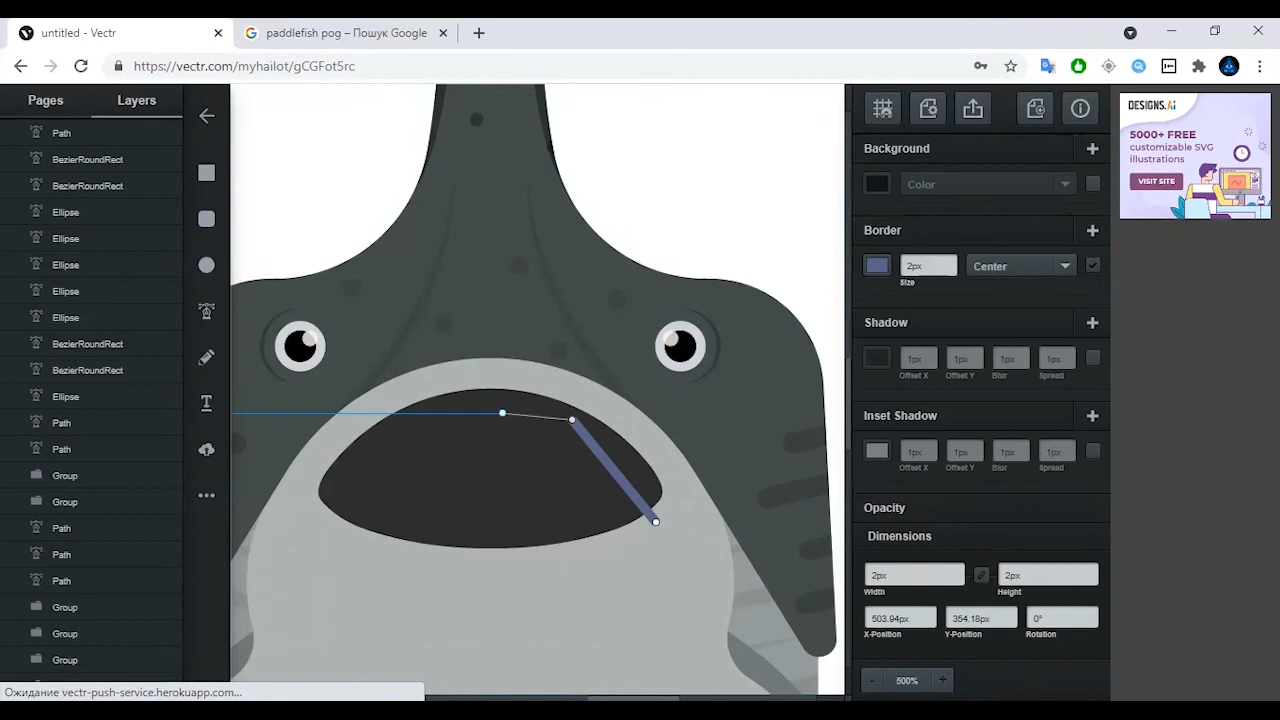 untitled - Vectr
paddlefish pog – Пошук Google
https://vectr.com/myhailot/gCGFot5rc
Pages
Layers
Path
BezierRoundRect
BezierRoundRect
Ellipse
Ellipse
Ellipse
Ellipse
Ellipse
BezierRoundRect
BezierRoundRect
Ellipse
Path
Path
Group
Group
Path
Path
Path
Group
Group
Group
Ожидание vectr-push-service.herokuapp.com...
Background
Color
Border
2px
Center
Size
Shadow
1px
1px
1px
1px
Offset X
Offset Y
Blur
Spread
Inset Shadow
1px
1px
1px
1px
Offset X
Offset Y
Blur
Spread
Opacity
Dimensions
2px
2px
Width
Height
503.94px
354.18px
0°
X-Position
Y-Position
Rotation
- 500% +
DESIGNS.AI
5000+ FREE
customizable SVG
illustrations
VISIT SITE